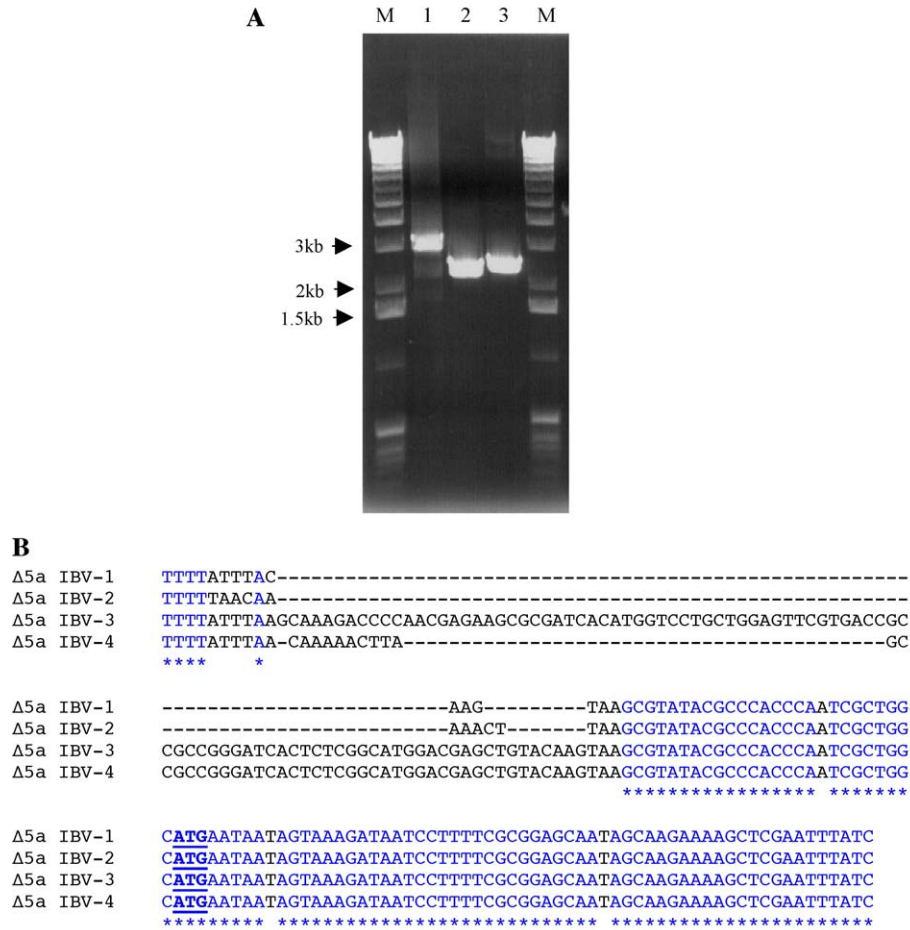 A
M 1 2 3 M
3kb
2kb
1.5kb
B
Δ5a IBV-1 TTTTATTTAC-------------------------------------------------------
Δ5a IBV-2 TTTTTAACAA-------------------------------------------------------
Δ5a IBV-3 TTTTATTTAAGCAAAGACCCCAACGAGAAGCGCGATCACATGGTCCTGCTGGAGTTCGTGACCGC
Δ5a IBV-4 TTTTATTTAA-CAAAAACTTA------------------------------------------GC
**** *
Δ5a IBV-1 -------------------------AAG---------TAAGCGTATACGCCCACCCAATCGCTGG
Δ5a IBV-2 -------------------------AAACT-------TAAGCGTATACGCCCACCCAATCGCTGG
Δ5a IBV-3 CGCCGGGATCACTCTCGGCATGGACGAGCTGTACAAGTAAGCGTATACGCCCACCCAATCGCTGG
Δ5a IBV-4 CGCCGGGATCACTCTCGGCATGGACGAGCTGTACAAGTAAGCGTATACGCCCACCCAATCGCTGG
***************** *******
Δ5a IBV-1 CATGAATAATAGTAAAGATAATCCTTTTCGCGGAGCAATAGCAAGAAAAGCTCGAATTTATC
Δ5a IBV-2 CATGAATAATAGTAAAGATAATCCTTTTCGCGGAGCAATAGCAAGAAAAGCTCGAATTTATC
Δ5a IBV-3 CATGAATAATAGTAAAGATAATCCTTTTCGCGGAGCAATAGCAAGAAAAGCTCGAATTTATC
Δ5a IBV-4 CATGAATAATAGTAAAGATAATCCTTTTCGCGGAGCAATAGCAAGAAAAGCTCGAATTTATC
********* **************************** ***********************